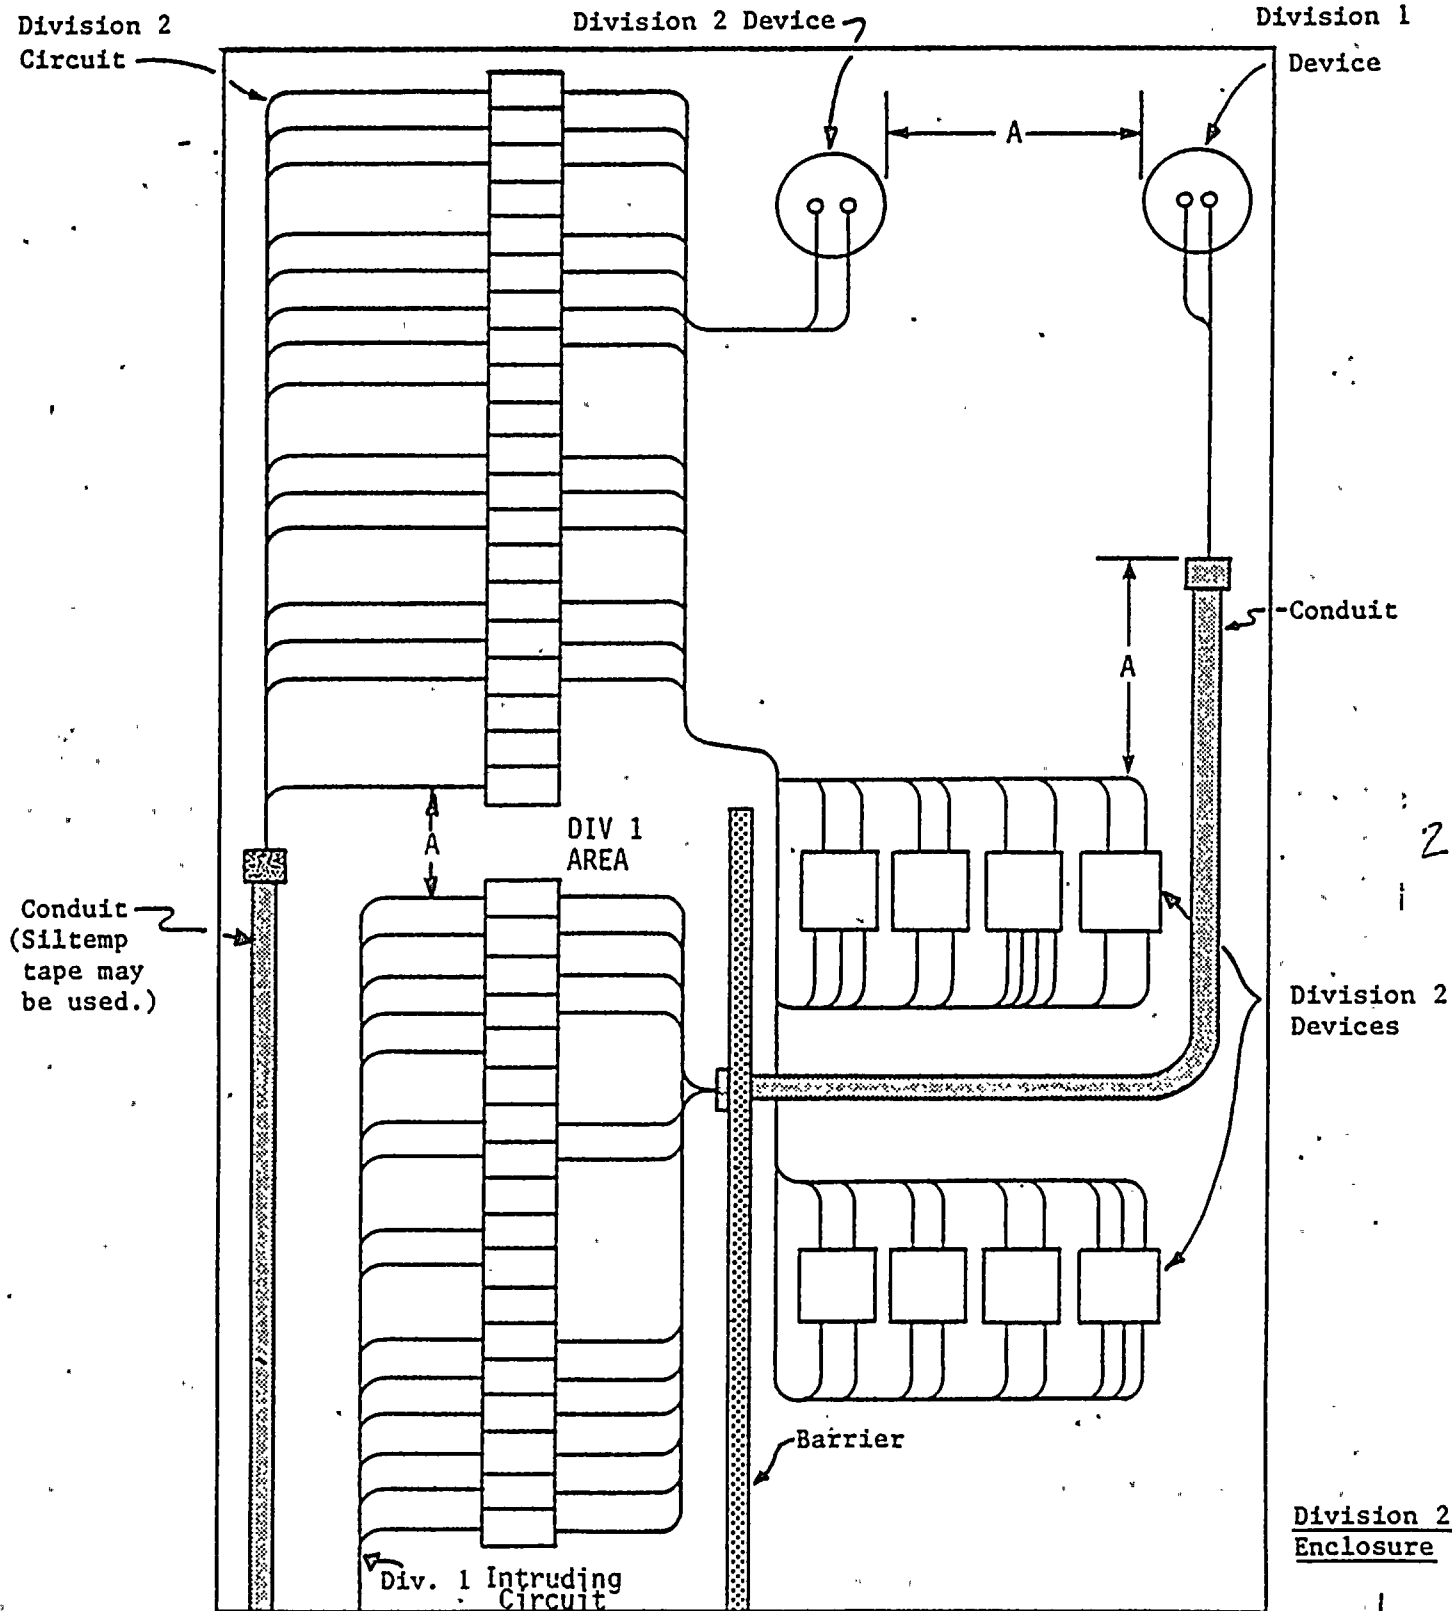 Division 2
Circuit
Division 2 Device
Division 1
Device
A
Conduit
A
A
DIV 1
AREA
2
Conduit
(Siltemp
tape may
be used.)
Division 2
Devices
Barrier
Division 2
Enclosure
Div. 1 Intruding
Circuit